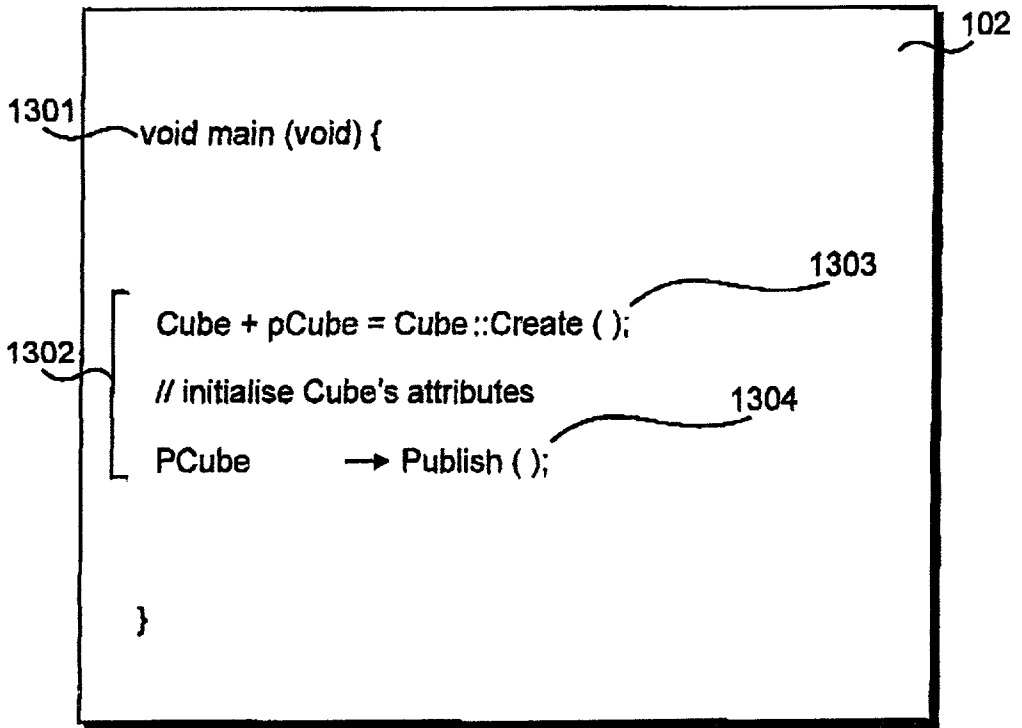 102
1301
void main (void) {
1303
Cube + pCube = Cube::Create ( );
1302
// initialise Cube's attributes
1304
PCube → Publish ( );
}